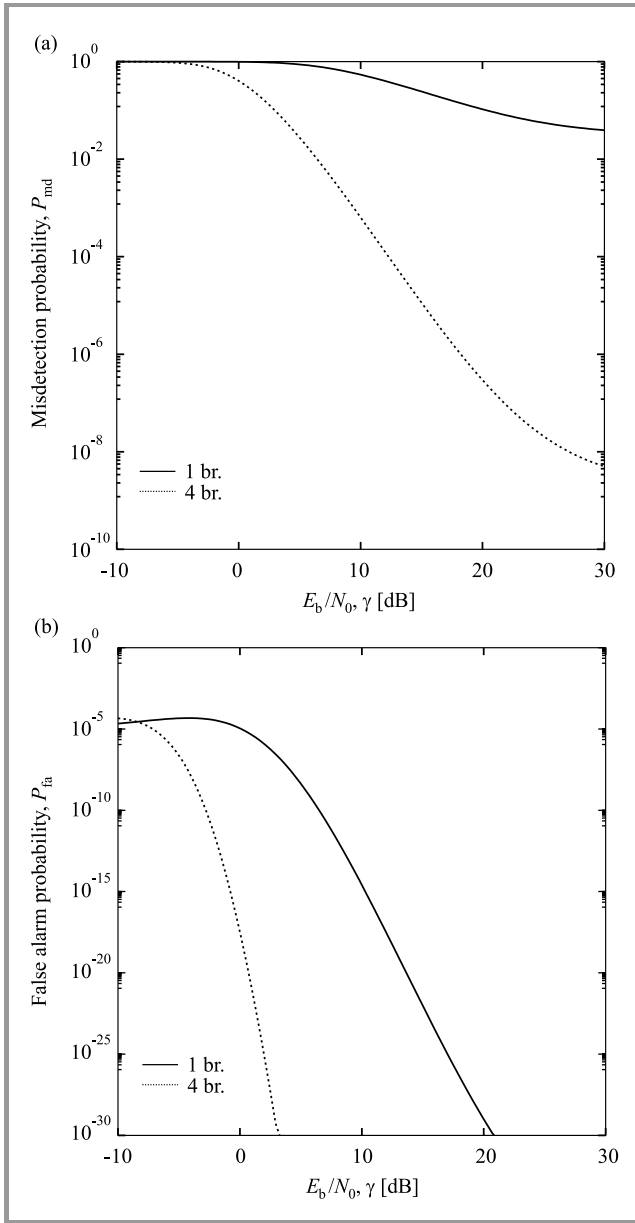 (a)
10^0
10^-2
10^-4
10^-6
10^-8
10^-10
Misdetection probability, P_md
1 br.
4 br.
-10 0 10 20 30
E_b/N_0, γ [dB]
(b)
10^0
10^-5
10^-10
10^-15
10^-20
10^-25
10^-30
False alarm probability, P_fa
1 br.
4 br.
-10 0 10 20 30
E_b/N_0, γ [dB]